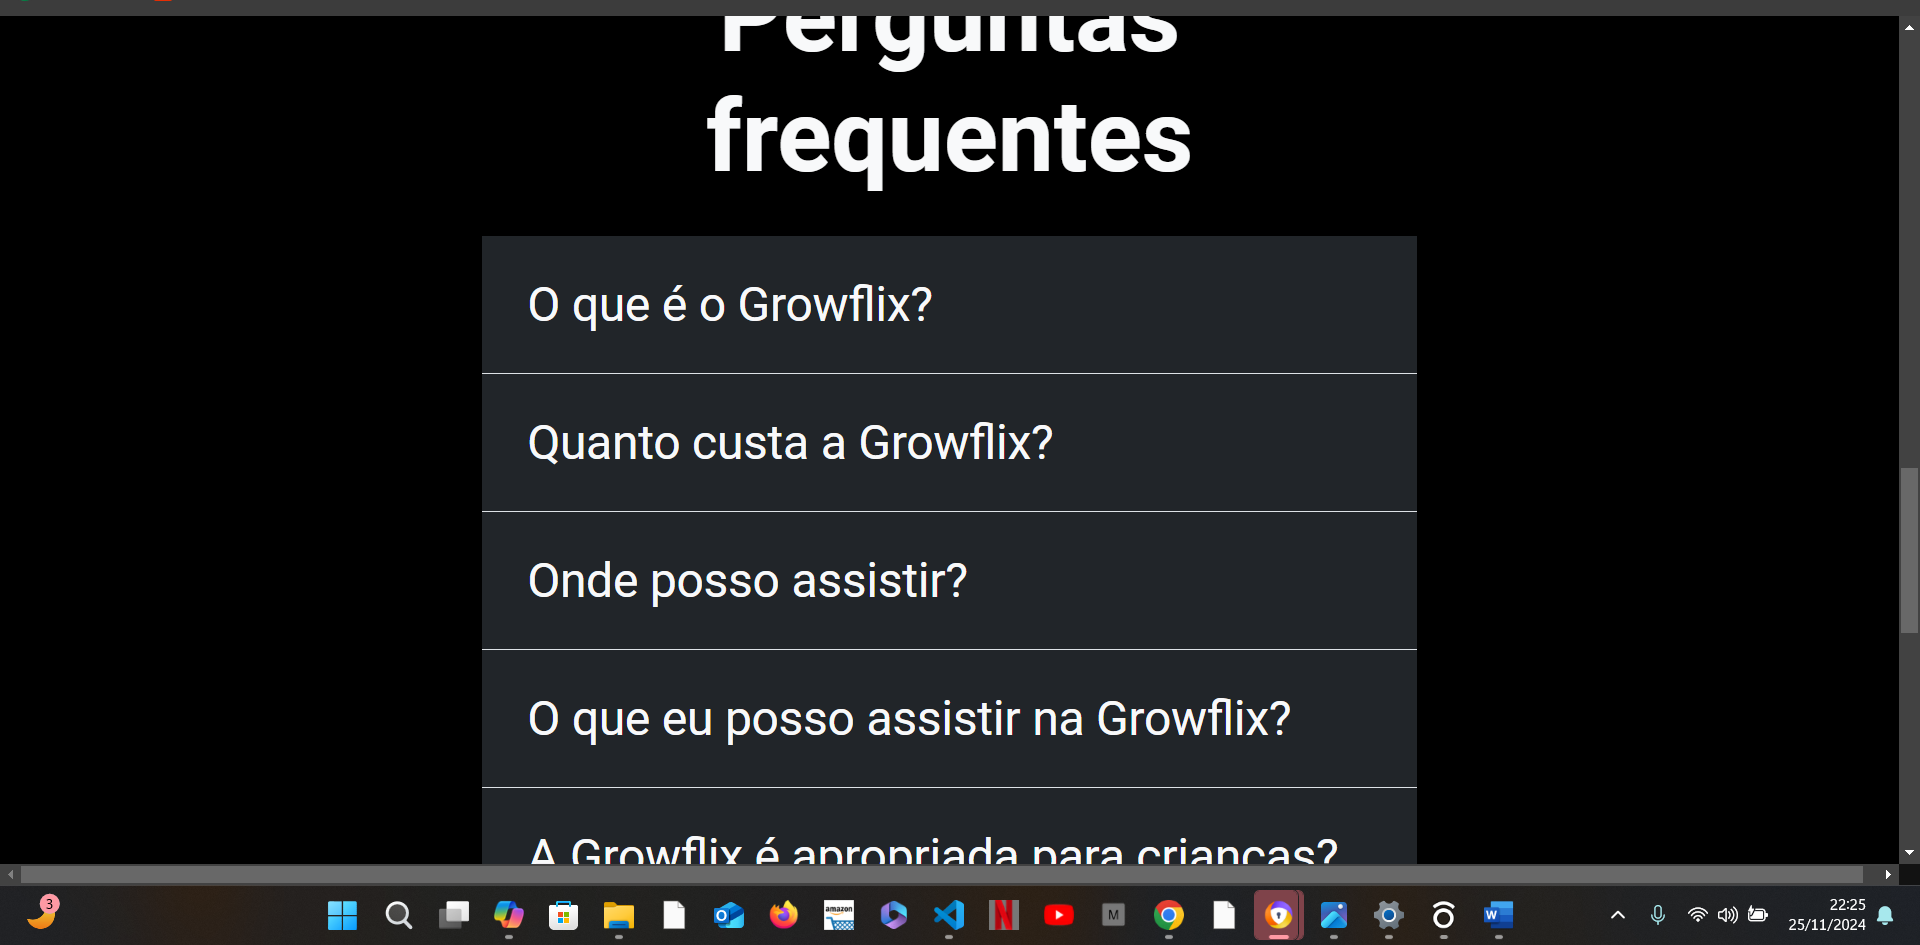 Perguntas
frequentes
O que é o Growflix?
Quanto custa a Growflix?
Onde posso assistir?
O que eu posso assistir na Growflix?
A Growflix é apropriada para crianças?
3
amazon
M
22:25
25/11/2024